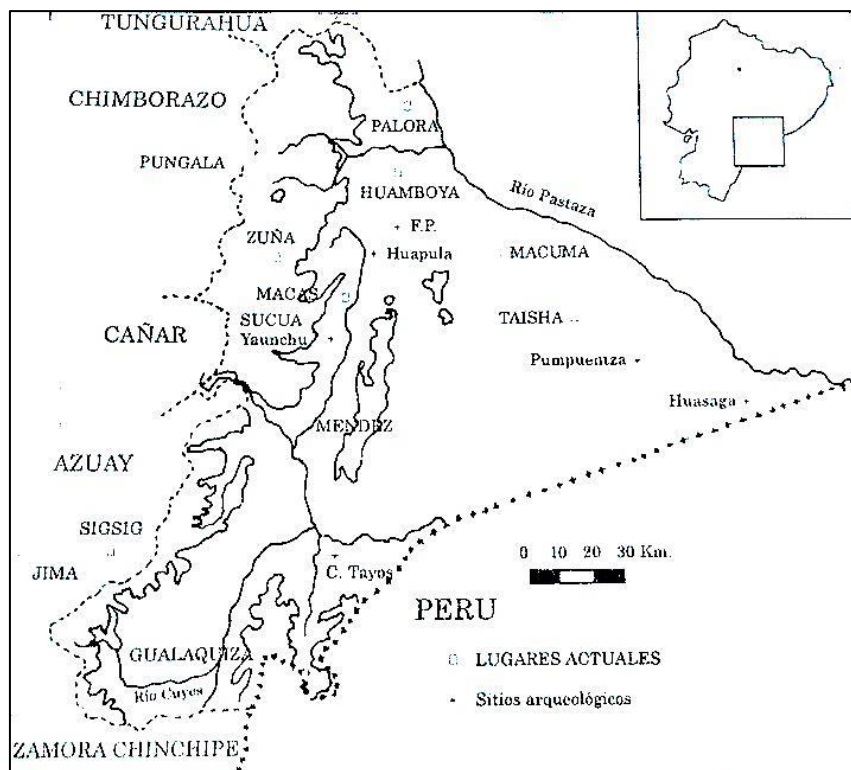 TUNGURAHUA
CHIMBORAZO
PALORA
PUNGALA
HUAMBOYA
Río Pastaza
F.P.
ZUÑA
Huapula
MACUMA
MACAS
SUCUA
TAISHA
CAÑAR
Yaunchu
Pumpuentza
Huasaga
MENDEZ
AZUAY
SIGSIG
0 10 20 30 Km.
JIMA
C. Tayos
PERU
GUALAQUIZA
LUGARES ACTUALES
Río Cuyes
Sitios arqueológicos
ZAMORA CHINCHIPE